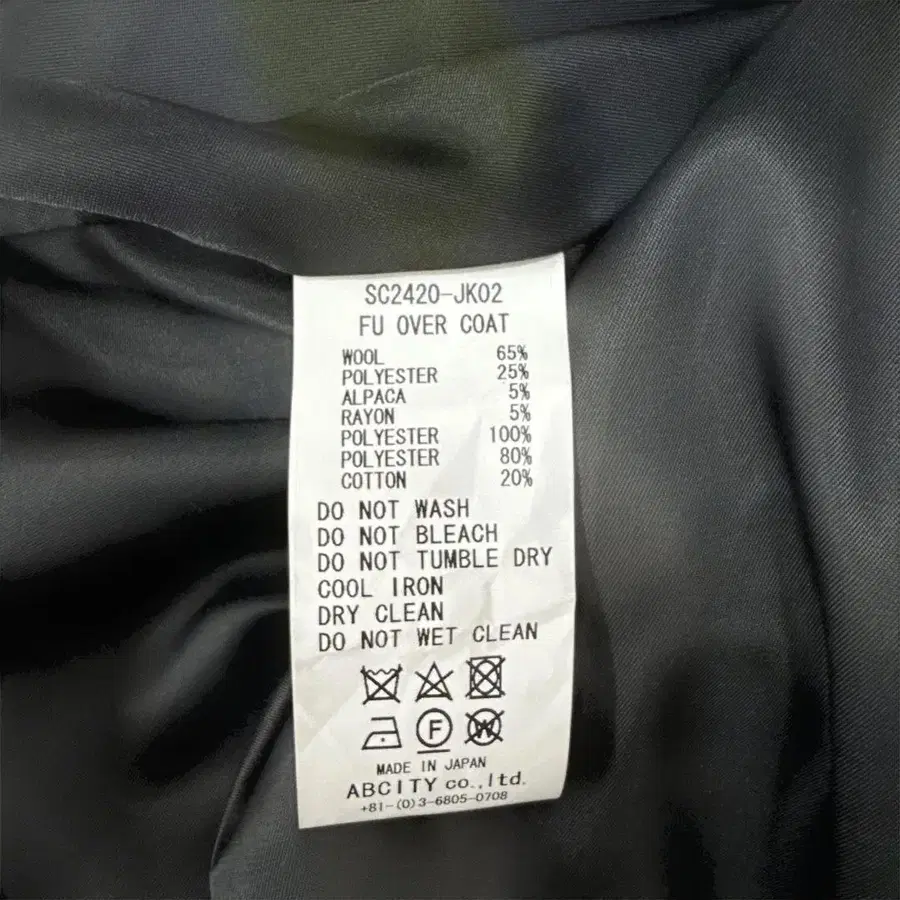 SC2420-JK02
FU OVER COAT
WOOL 65%
POLYESTER 25%
ALPACA 5%
RAYON 5%
POLYESTER 100%
POLYESTER 80%
COTTON 20%
DO NOT WASH
DO NOT BLEACH
DO NOT TUMBLE DRY
COOL IRON
DRY CLEAN
DO NOT WET CLEAN
F W
MADE IN JAPAN
ABCITY co.,ltd.
+81-(0)3-6805-0708